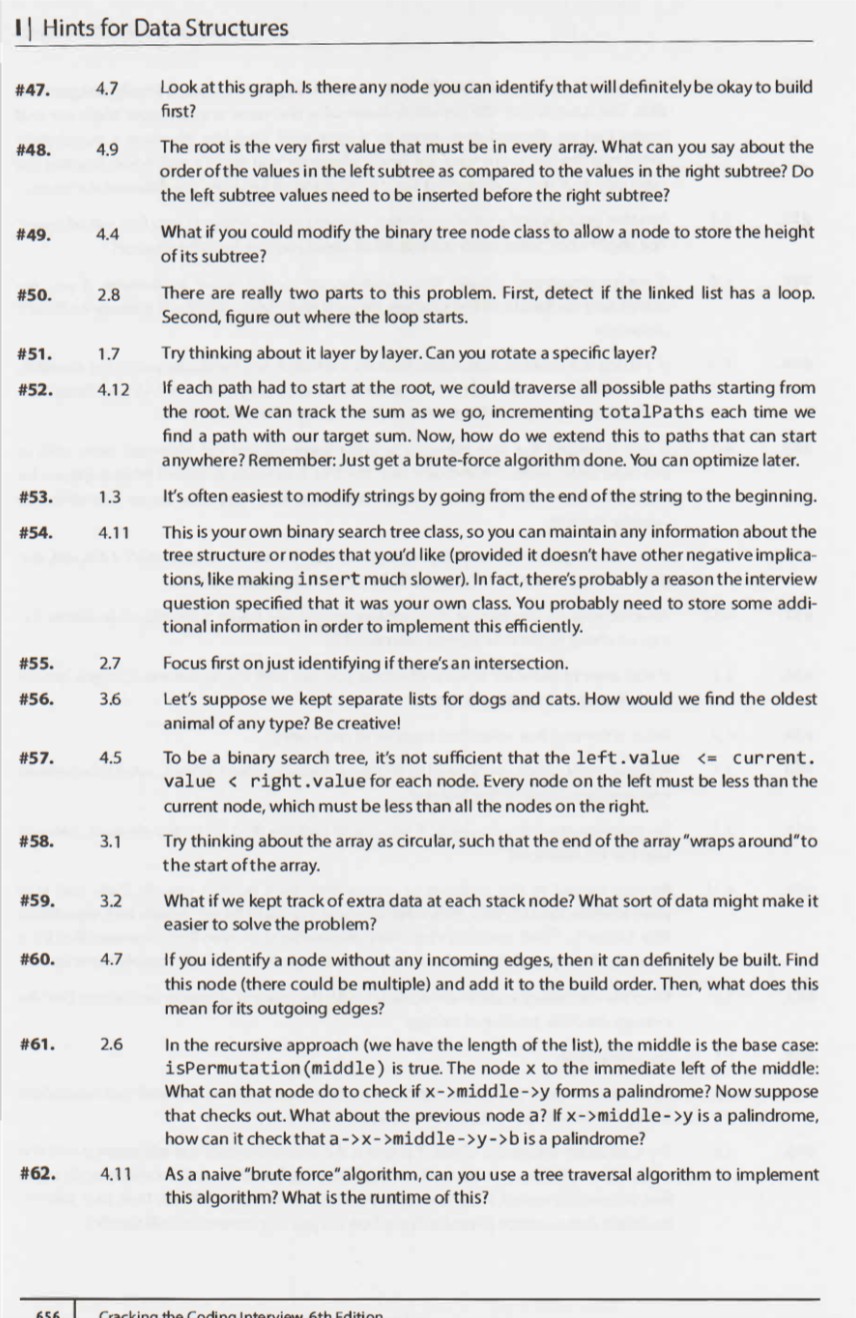 I | Hints for Data Structures
#47. 4.7 Look at this graph. Is there any node you can identify that will definitely be okay to build
first?
#48. 4.9 The root is the very first value that must be in every array. What can you say about the
order of the values in the left subtree as compared to the values in the right subtree? Do
the left subtree values need to be inserted before the right subtree?
#49. 4.4 What if you could modify the binary tree node class to allow a node to store the height
of its subtree?
#50. 2.8 There are really two parts to this problem. First, detect if the linked list has a loop.
Second, figure out where the loop starts.
#51. 1.7 Try thinking about it layer by layer. Can you rotate a specific layer?
#52. 4.12 If each path had to start at the root, we could traverse all possible paths starting from
the root. We can track the sum as we go, incrementing totalPaths each time we
find a path with our target sum. Now, how do we extend this to paths that can start
anywhere? Remember: Just get a brute-force algorithm done. You can optimize later.
#53. 1.3 It's often easiest to modify strings by going from the end of the string to the beginning.
#54. 4.11 This is your own binary search tree class, so you can maintain any information about the
tree structure or nodes that you'd like (provided it doesn't have other negative implica-
tions, like making insert much slower). In fact, there's probably a reason the interview
question specified that it was your own class. You probably need to store some addi-
tional information in order to implement this efficiently.
#55. 2.7 Focus first on just identifying if there's an intersection.
#56. 3.6 Let's suppose we kept separate lists for dogs and cats. How would we find the oldest
animal of any type? Be creative!
#57. 4.5 To be a binary search tree, it's not sufficient that the left.value <= current.
value < right.value for each node. Every node on the left must be less than the
current node, which must be less than all the nodes on the right.
#58. 3.1 Try thinking about the array as circular, such that the end of the array "wraps around" to
the start of the array.
#59. 3.2 What if we kept track of extra data at each stack node? What sort of data might make it
easier to solve the problem?
#60. 4.7 If you identify a node without any incoming edges, then it can definitely be built. Find
this node (there could be multiple) and add it to the build order. Then, what does this
mean for its outgoing edges?
#61. 2.6 In the recursive approach (we have the length of the list), the middle is the base case:
isPermutation(middle) is true. The node x to the immediate left of the middle:
What can that node do to check if x->middle->y forms a palindrome? Now suppose
that checks out. What about the previous node a? If x->middle->y is a palindrome,
how can it check that a->x->middle->y->b is a palindrome?
#62. 4.11 As a naive "brute force" algorithm, can you use a tree traversal algorithm to implement
this algorithm? What is the runtime of this?
656 | Cracking the Coding Interview, 6th Edition